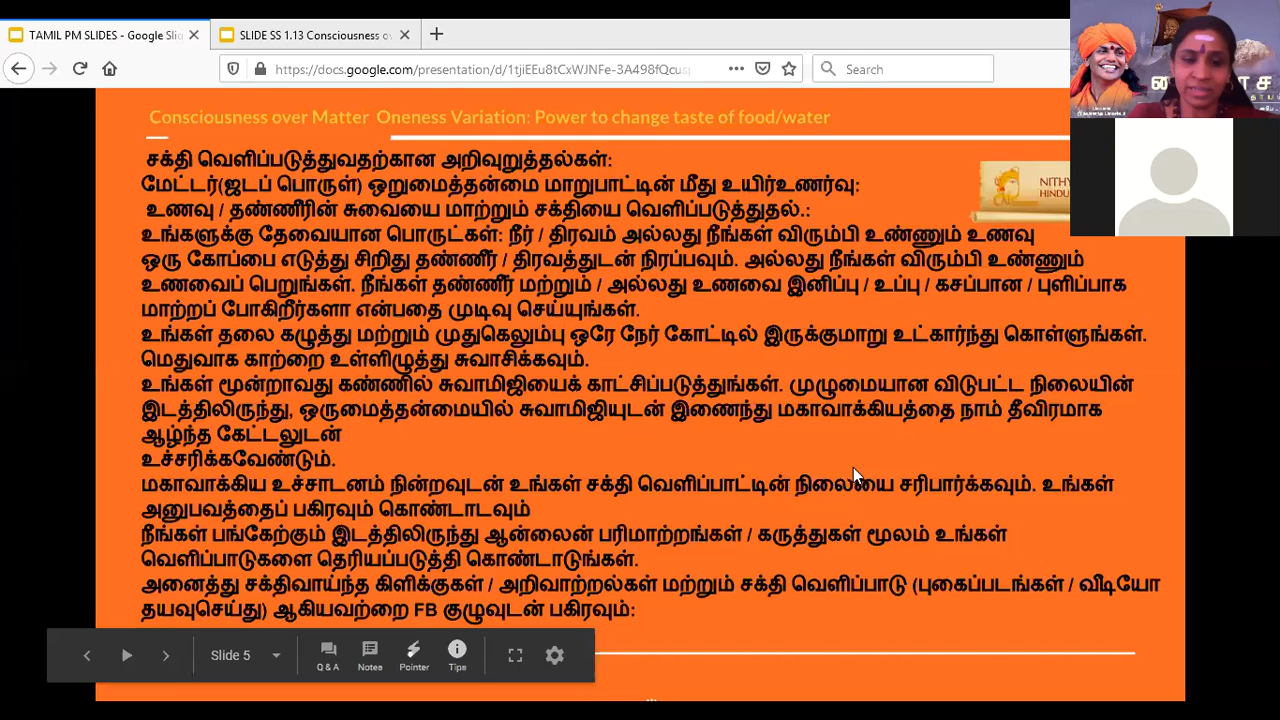 TAMIL PM SLIDES - Google Sli
SLIDE SS 1.13 Consciousness o
https://docs.google.com/presentation/d/1tjiEEu8tCxWJNFe-3A498fQcus
Search
Consciousness over Matter Oneness Variation: Power to change taste of food/water
சக்தி வெளிப்படுத்துவதற்கான அறிவுறுத்தல்கள்:
மேட்டர்(ஜடப் பொருள்) ஒறுமைத்தன்மை மாறுபாட்டின் மீது உயிர்உணர்வு:
உணவு / தண்ணீரின் சுவையை மாற்றும் சக்தியை வெளிப்படுத்துதல்.:
உங்களுக்கு தேவையான பொருட்கள்: நீர் / திரவம் அல்லது நீங்கள் விரும்பி உண்ணும் உணவு
ஒரு கோப்பை எடுத்து சிறிது தண்ணீர் / திரவத்துடன் நிரப்பவும். அல்லது நீங்கள் விரும்பி உண்ணும்
உணவைப் பெறுங்கள். நீங்கள் தண்ணீர் மற்றும் / அல்லது உணவை இனிப்பு / உப்பு / கசப்பான / புளிப்பாக
மாற்றப் போகிறீர்களா என்பதை முடிவு செய்யுங்கள்.
உங்கள் தலை கழுத்து மற்றும் முதுகெலும்பு ஒரே நேர் கோட்டில் இருக்குமாறு உட்கார்ந்து கொள்ளுங்கள்.
மெதுவாக காற்றை உள்ளிழுத்து சுவாசிக்கவும்.
உங்கள் மூன்றாவது கண்ணில் சுவாமிஜியைக் காட்சிப்படுத்துங்கள். முழுமையான விடுபட்ட நிலையின்
இடத்திலிருந்து, ஒருமைத்தன்மையில் சுவாமிஜியுடன் இணைந்து மகாவாக்கியத்தை நாம் தீவிரமாக
ஆழ்ந்த கேட்டலுடன்
உச்சரிக்கவேண்டும்.
மகாவாக்கிய உச்சாடனம் நின்றவுடன் உங்கள் சக்தி வெளிப்பாட்டின் நிலையை சரிபார்க்கவும். உங்கள்
அனுபவத்தைப் பகிரவும் கொண்டாடவும்
நீங்கள் பங்கேற்கும் இடத்திலிருந்து ஆன்லைன் பரிமாற்றங்கள் / கருத்துகள் மூலம் உங்கள்
வெளிப்பாடுகளை தெரியப்படுத்தி கொண்டாடுங்கள்.
அனைத்து சக்திவாய்ந்த கிளிக்குகள் / அறிவாற்றல்கள் மற்றும் சக்தி வெளிப்பாடு (புகைப்படங்கள் / வீடியோ
தயவுசெய்து) ஆகியவற்றை FB குழுவுடன் பகிரவும்:
NITHY
HINDU
Slide 5
Q & A
Notes
Pointer
Tips